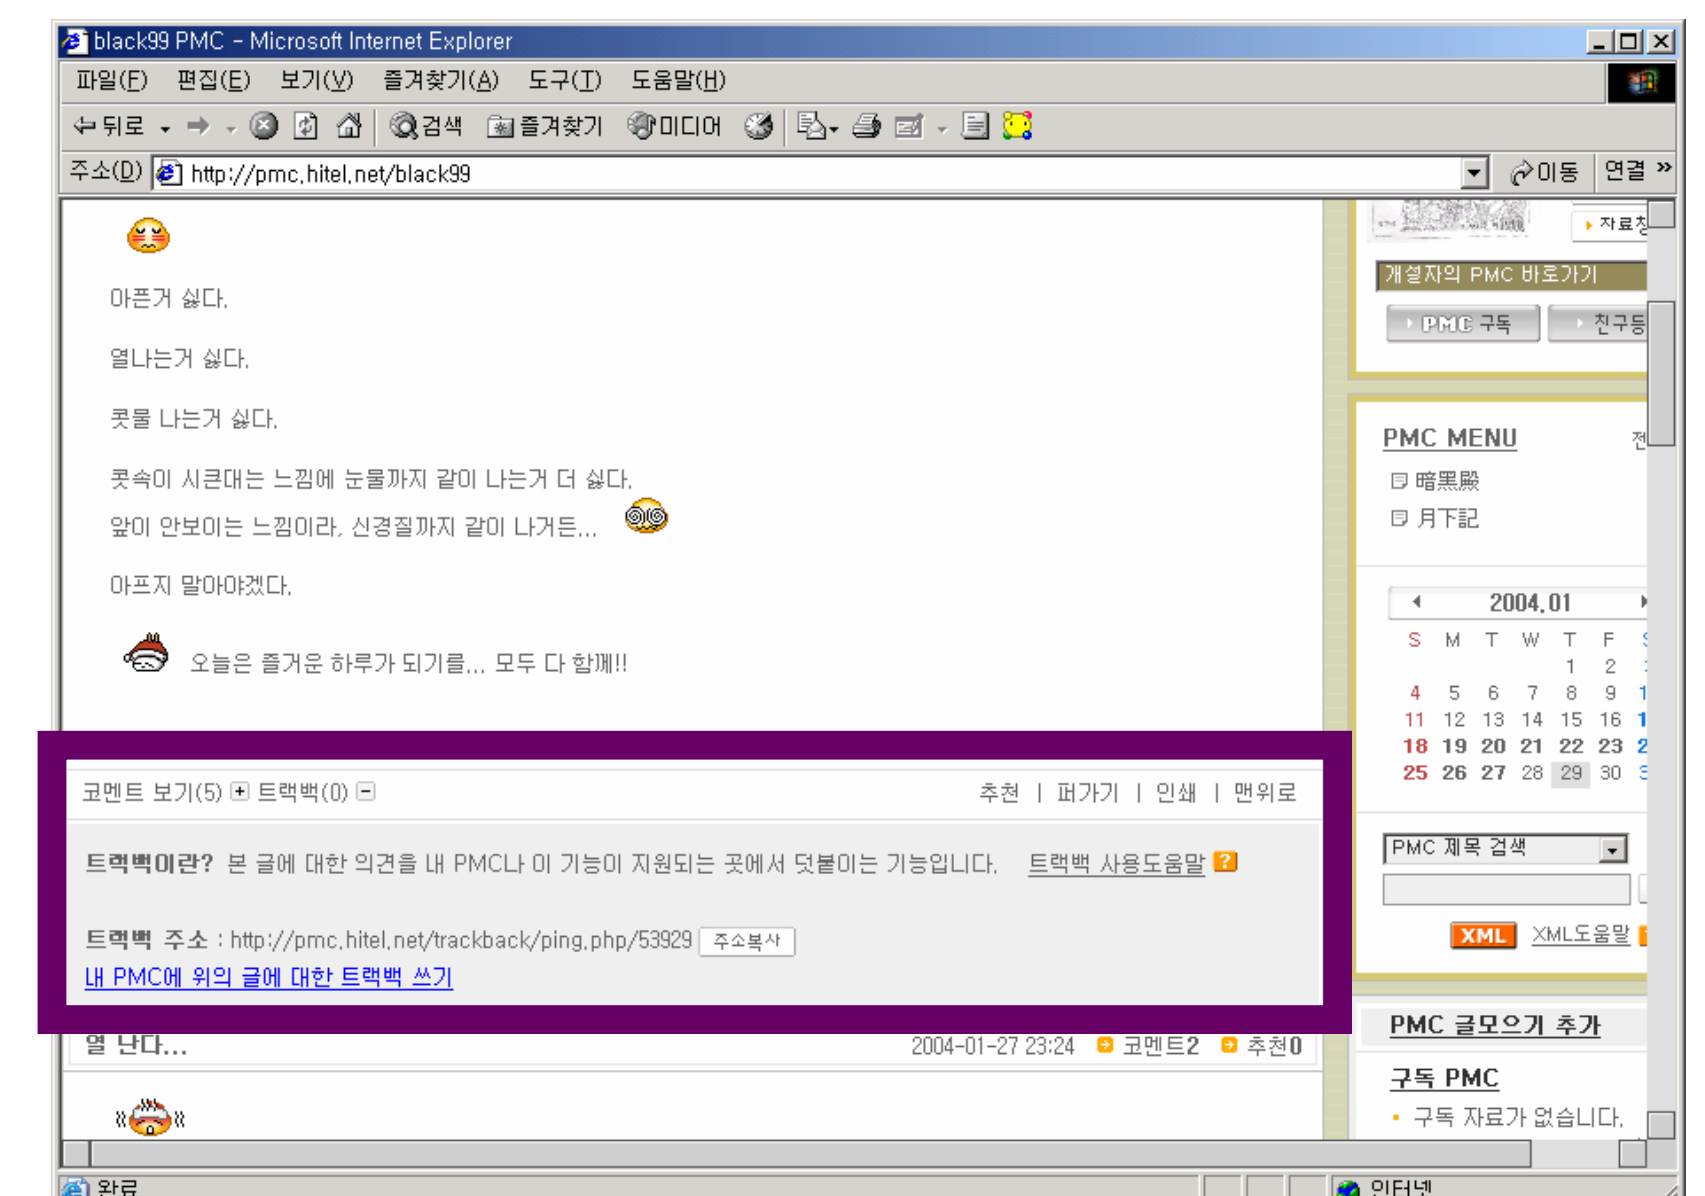 black99 PMC - Microsoft Internet Explorer
파일(F) 편집(E) 보기(V) 즐겨찾기(A) 도구(T) 도움말(H)
뒤로 검색 즐겨찾기 미디어
주소(D) http://pmc.hitel.net/black99 이동 연결 »
아픈거 싫다.
열나는거 싫다.
콧물 나는거 싫다.
콧속이 시큰대는 느낌에 눈물까지 같이 나는거 더 싫다.
앞이 안보이는 느낌이라, 신경질까지 같이 나거든...
아프지 말아야겠다.
오늘은 즐거운 하루가 되기를... 모두 다 함께!!
코멘트 보기(5) + 트랙백(0) -
추천 | 퍼가기 | 인쇄 | 맨위로
트랙백이란? 본 글에 대한 의견을 내 PMC나 이 기능이 지원되는 곳에서 덧붙이는 기능입니다. 트랙백 사용도움말 ?
트랙백 주소 : http://pmc.hitel.net/trackback/ping.php/53929 주소복사
내 PMC에 위의 글에 대한 트랙백 쓰기
열 난다... 2004-01-27 23:24 코멘트2 추천0
자료
개설자의 PMC 바로가기
PMC 구독 친구등
PMC MENU 전
暗黑殿
月下記
2004.01
S M T W T F
1 2
4 5 6 7 8 9 1
11 12 13 14 15 16 1
18 19 20 21 22 23 2
25 26 27 28 29 30
PMC 제목 검색
XML XML도움말
PMC 글모으기 추가
구독 PMC
구독 자료가 없습니다.
완료 인터넷